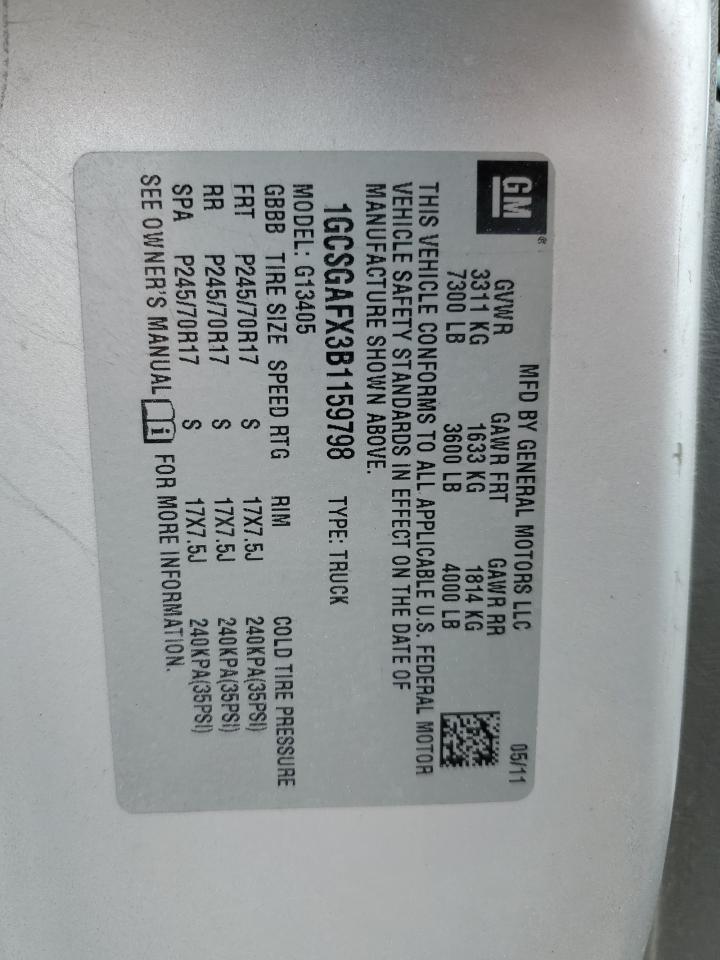 GM®
MFD BY GENERAL MOTORS LLC 05/11
GVWR GAWR FRT GAWR RR
3311 KG 1633 KG 1814 KG
7300 LB 3600 LB 4000 LB
THIS VEHICLE CONFORMS TO ALL APPLICABLE U.S. FEDERAL MOTOR
VEHICLE SAFETY STANDARDS IN EFFECT ON THE DATE OF
MANUFACTURE SHOWN ABOVE.
1GCSGAFX3B1159798 TYPE: TRUCK
MODEL: G13405
GBBB TIRE SIZE SPEED RTG RIM COLD TIRE PRESSURE
FRT P245/70R17 S 17X7.5J 240KPA(35PSI)
RR P245/70R17 S 17X7.5J 240KPA(35PSI)
SPA P245/70R17 S 17X7.5J 240KPA(35PSI)
SEE OWNER'S MANUAL i FOR MORE INFORMATION.